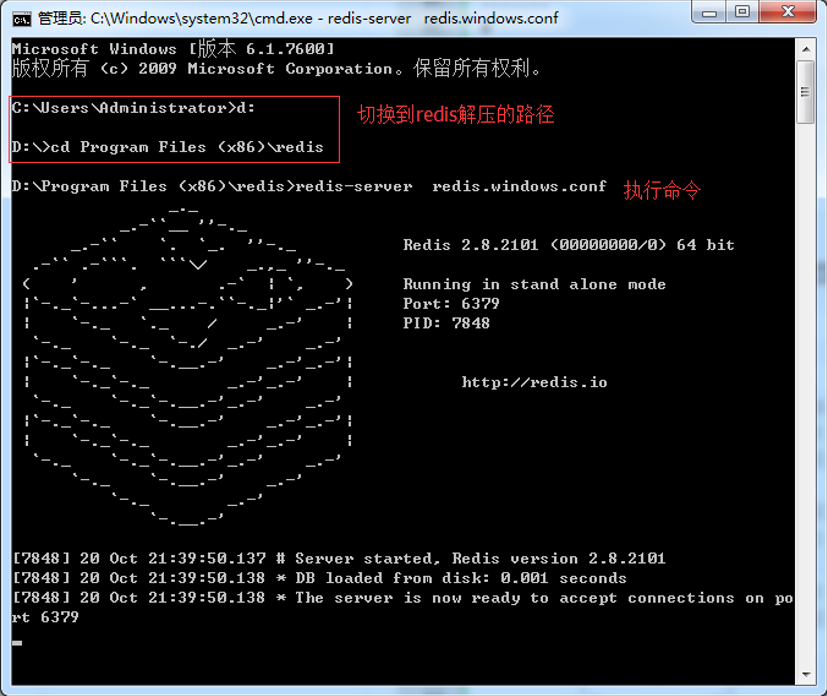 管理员: C:\Windows\system32\cmd.exe - redis-server redis.windows.conf
Microsoft Windows [版本 6.1.7600]
版权所有 (c) 2009 Microsoft Corporation。保留所有权利。
C:\Users\Administrator>d:
切换到redis解压的路径
D:\>cd Program Files (x86)\redis
D:\Program Files (x86)\redis>redis-server  redis.windows.conf
执行命令
Redis 2.8.2101 (00000000/0) 64 bit
Running in stand alone mode
Port: 6379
PID: 7848
http://redis.io
[7848] 20 Oct 21:39:50.137 # Server started, Redis version 2.8.2101
[7848] 20 Oct 21:39:50.138 * DB loaded from disk: 0.001 seconds
[7848] 20 Oct 21:39:50.138 * The server is now ready to accept connections on po
rt 6379